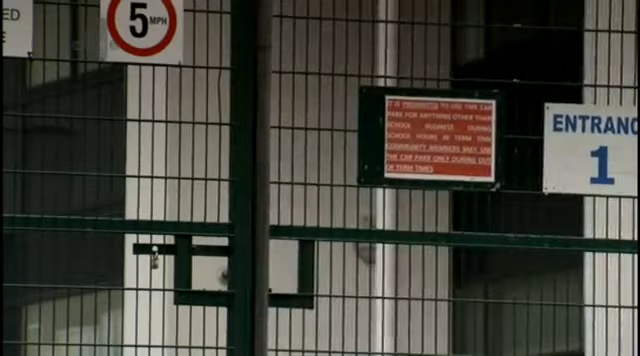 ED
E
5 MPH
IT IS PROHIBITED TO USE THIS CAR
PARK FOR ANYTHING OTHER THAN
SCHOOL BUSINESS DURING
SCHOOL HOURS IN TERM TIME
COMMUNITY MEMBERS MAY USE
THE CAR PARK ONLY DURING OUT
OF TERM TIMES
ENTRANC
1